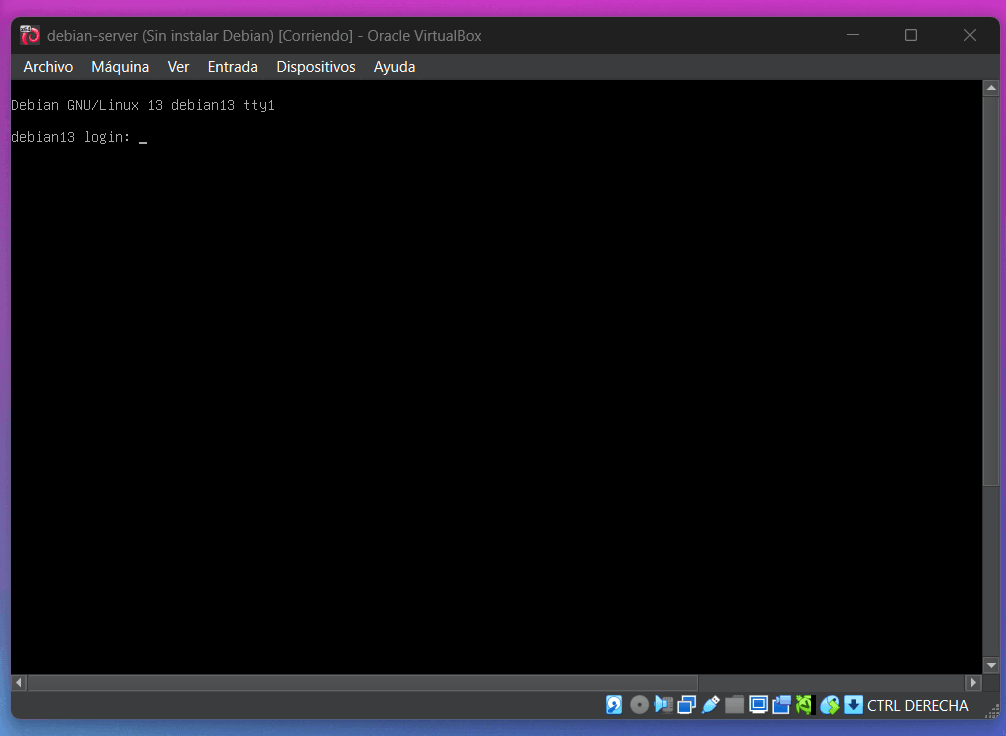 debian-server (Sin instalar Debian) [Corriendo] - Oracle VirtualBox
Archivo Máquina Ver Entrada Dispositivos Ayuda
Debian GNU/Linux 13 debian13 tty1
debian13 login: _
CTRL DERECHA